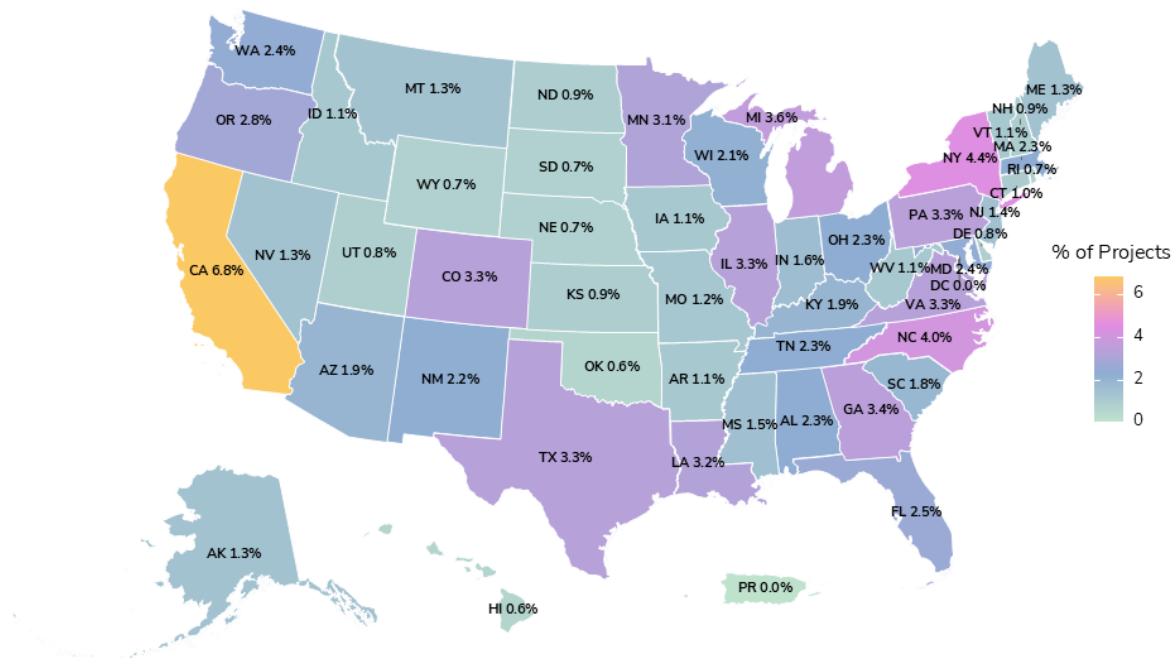 WA 2.4%
MT 1.3%
ND 0.9%
ME 1.3%
NH 0.9%
ID 1.1%
OR 2.8%
MN 3.1%
MI 3.6%
VT 1.1%
MA 2.3%
NY 4.4%
WI 2.1%
SD 0.7%
RI 0.7%
WY 0.7%
CT 1.0%
IA 1.1%
PA 3.3%
NJ 1.4%
NE 0.7%
DE 0.8%
OH 2.3%
UT 0.8%
NV 1.3%
CA 6.8%
CO 3.3%
IL 3.3%
IN 1.6%
WV 1.1%
MD 2.4%
DC 0.0%
KS 0.9%
MO 1.2%
KY 1.9%
VA 3.3%
NC 4.0%
TN 2.3%
OK 0.6%
AZ 1.9%
NM 2.2%
AR 1.1%
SC 1.8%
GA 3.4%
MS 1.5%
AL 2.3%
TX 3.3%
LA 3.2%
FL 2.5%
AK 1.3%
PR 0.0%
HI 0.6%
% of Projects
6
4
2
0